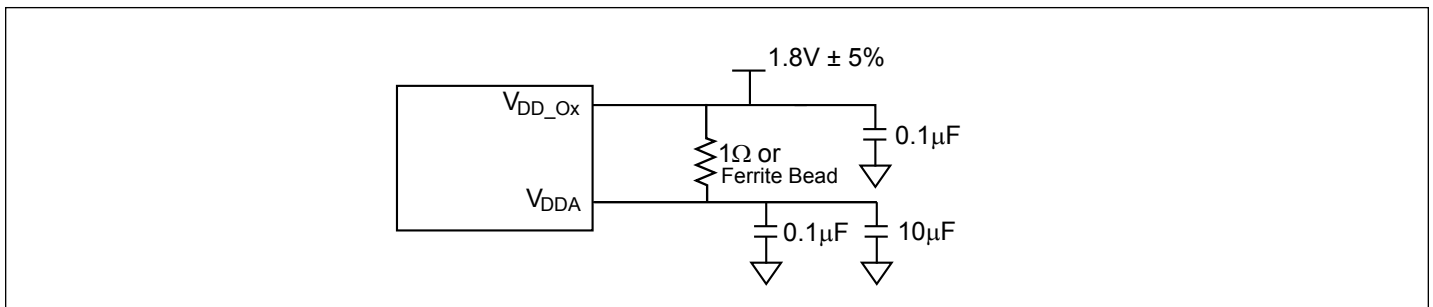 1.8V ± 5%
V_DD_Ox
0.1μF
1Ω or
Ferrite Bead
V_DDA
0.1μF
10μF